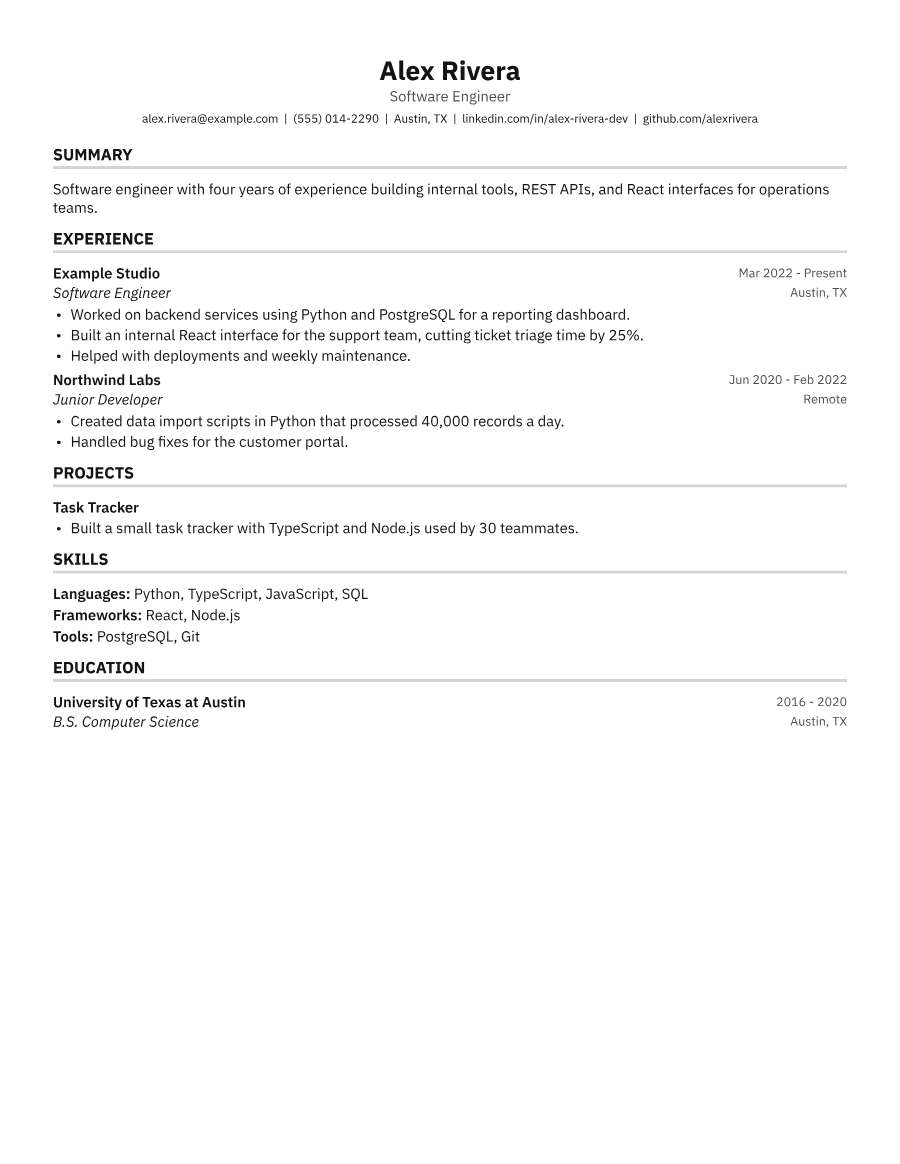 Alex Rivera
Software Engineer
alex.rivera@example.com | (555) 014-2290 | Austin, TX | linkedin.com/in/alex-rivera-dev | github.com/alexrivera
SUMMARY
Software engineer with four years of experience building internal tools, REST APIs, and React interfaces for operations
teams.
EXPERIENCE
Example Studio Mar 2022 - Present
Software Engineer Austin, TX
• Worked on backend services using Python and PostgreSQL for a reporting dashboard.
• Built an internal React interface for the support team, cutting ticket triage time by 25%.
• Helped with deployments and weekly maintenance.
Northwind Labs Jun 2020 - Feb 2022
Junior Developer Remote
• Created data import scripts in Python that processed 40,000 records a day.
• Handled bug fixes for the customer portal.
PROJECTS
Task Tracker
• Built a small task tracker with TypeScript and Node.js used by 30 teammates.
SKILLS
Languages: Python, TypeScript, JavaScript, SQL
Frameworks: React, Node.js
Tools: PostgreSQL, Git
EDUCATION
University of Texas at Austin 2016 - 2020
B.S. Computer Science Austin, TX